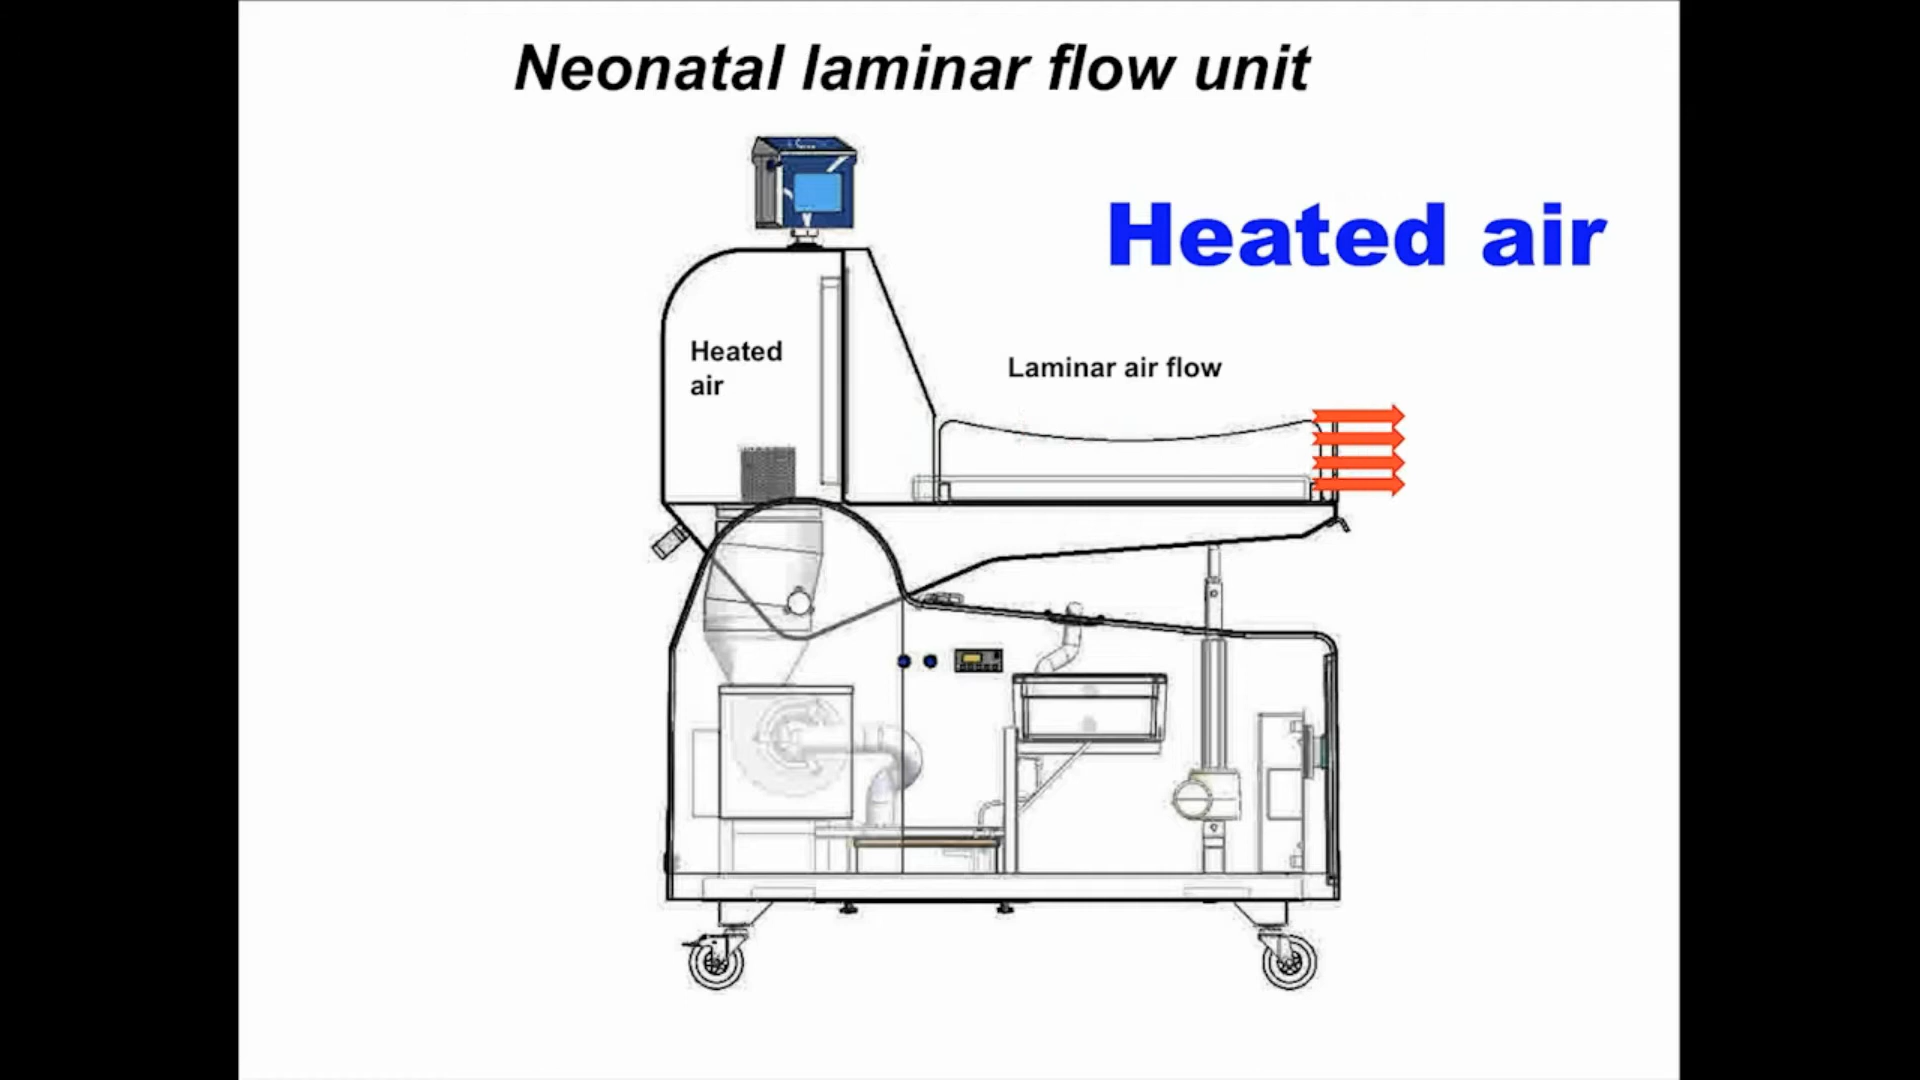 Neonatal laminar flow unit
Heated air
Heated
air
Laminar air flow